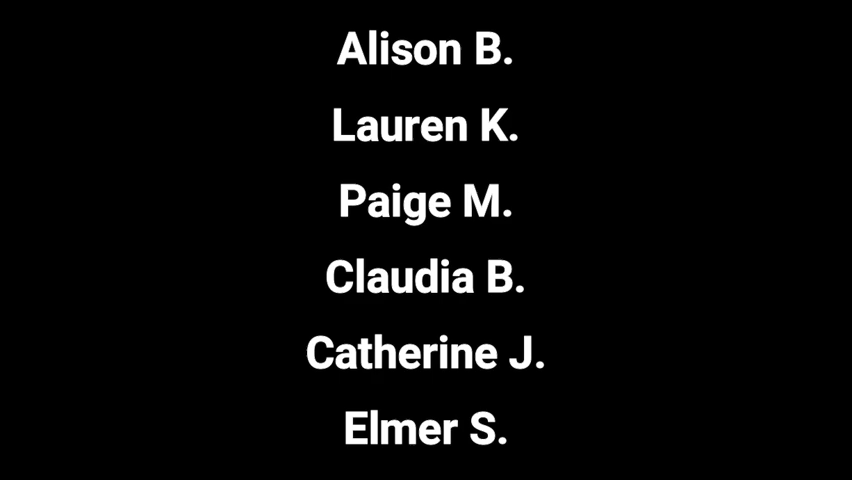 Alison B.
Lauren K.
Paige M.
Claudia B.
Catherine J.
Elmer S.